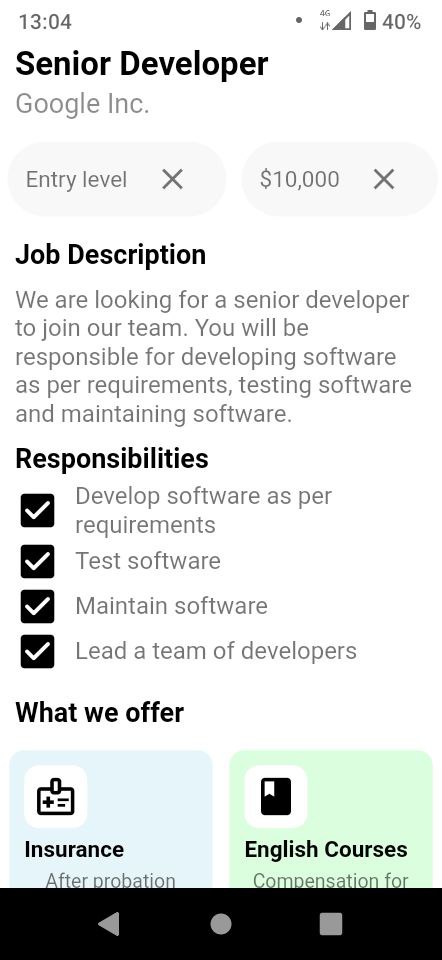 13:04
4G
40%
Senior Developer
Google Inc.
Entry level
$10,000
Job Description
We are looking for a senior developer
to join our team. You will be
responsible for developing software
as per requirements, testing software
and maintaining software.
Responsibilities
Develop software as per
requirements
Test software
Maintain software
Lead a team of developers
What we offer
Insurance
After probation
English Courses
Compensation for